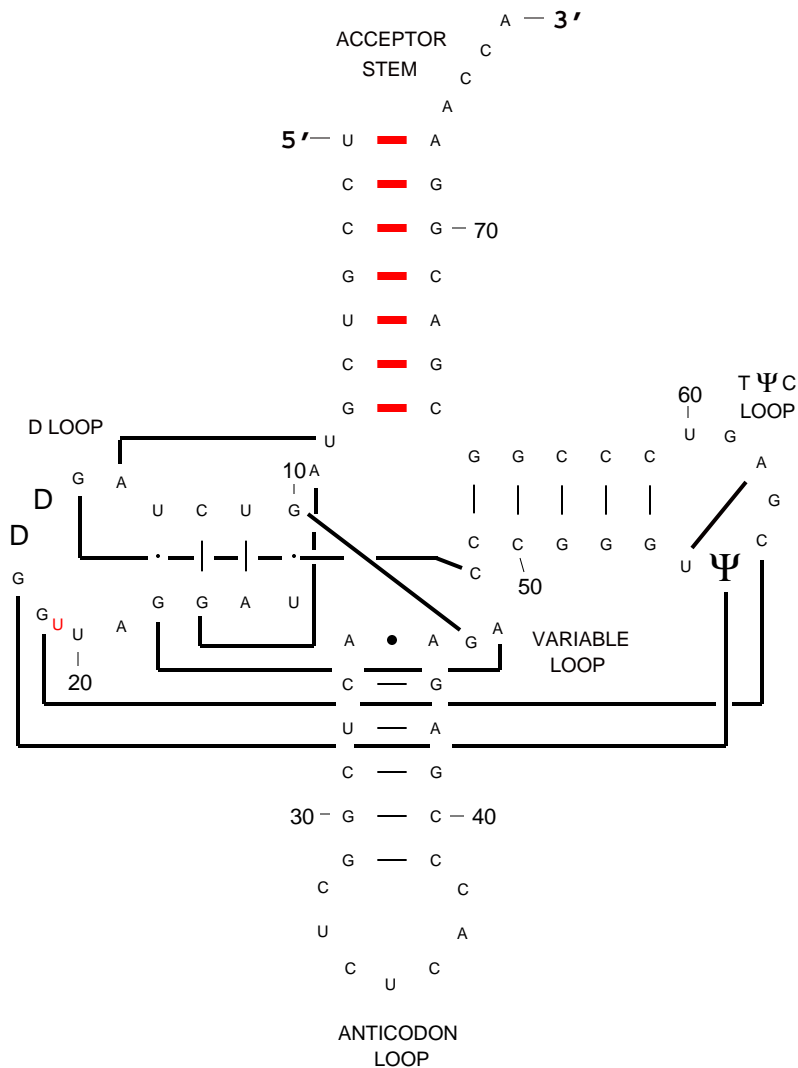 A — 3′
ACCEPTOR
STEM
C
C
A
5′ — U A
C G
C G — 70
G C
U A
C G
G C
60
T Ψ C
LOOP
D LOOP
U
U G
A
G
C
G G C C C
G A
10
A
D
U C U G
D
C C G G G U Ψ
C
50
G
G U U A G G A U
20
A • A G A
VARIABLE
LOOP
C G
U A
C G
30 — G C — 40
G C
C C
U A
C C
U
ANTICODON
LOOP